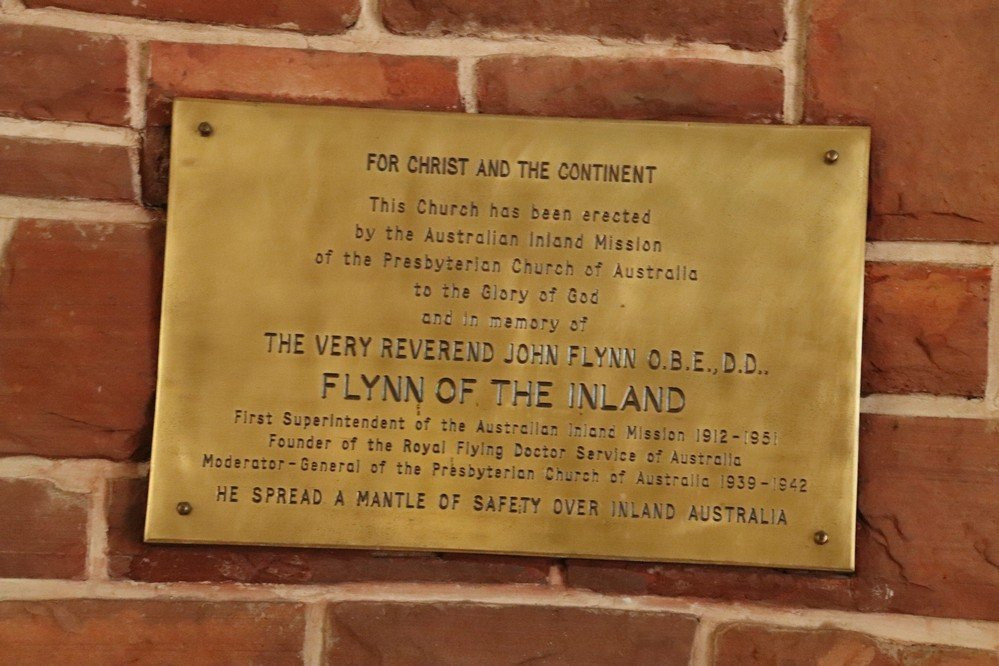 FOR CHRIST AND THE CONTINENT
This Church has been erected
by the Australian Inland Mission
of the Presbyterian Church of Australia
to the Glory of God
and in memory of
THE VERY REVEREND JOHN FLYNN O.B.E., D.D..
FLYNN OF THE INLAND
First Superintendent of the Australian Inland Mission 1912-1951
Founder of the Royal Flying Doctor Service of Australia
Moderator-General of the Presbyterian Church of Australia 1939-1942
HE SPREAD A MANTLE OF SAFETY OVER INLAND AUSTRALIA